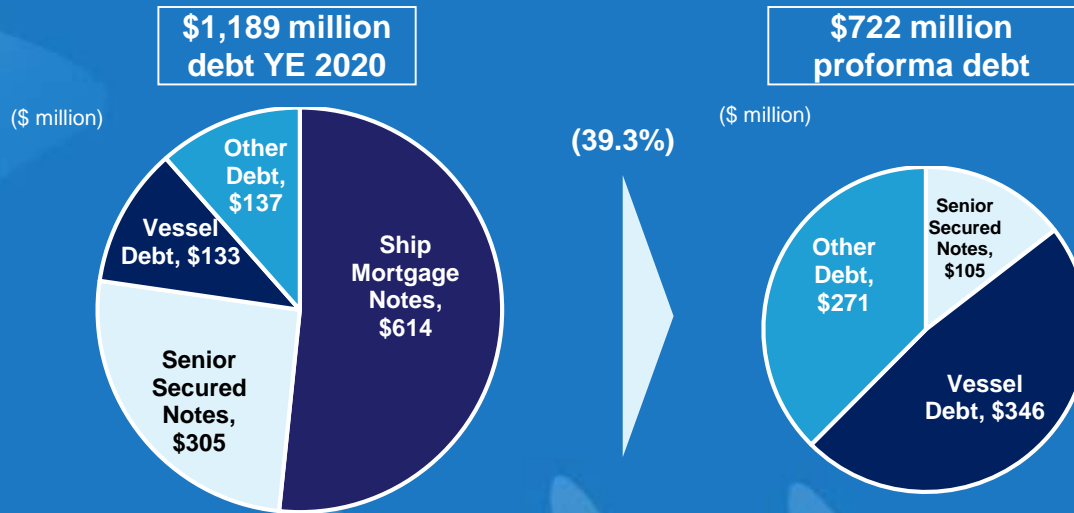 $1,189 million
debt YE 2020
($ million)
Other
Debt,
$137
Vessel
Debt, $133
Ship
Mortgage
Notes,
$614
Senior
Secured
Notes,
$305
(39.3%)
$722 million
proforma debt
($ million)
Senior
Secured
Notes,
$105
Other
Debt,
$271
Vessel
Debt, $346